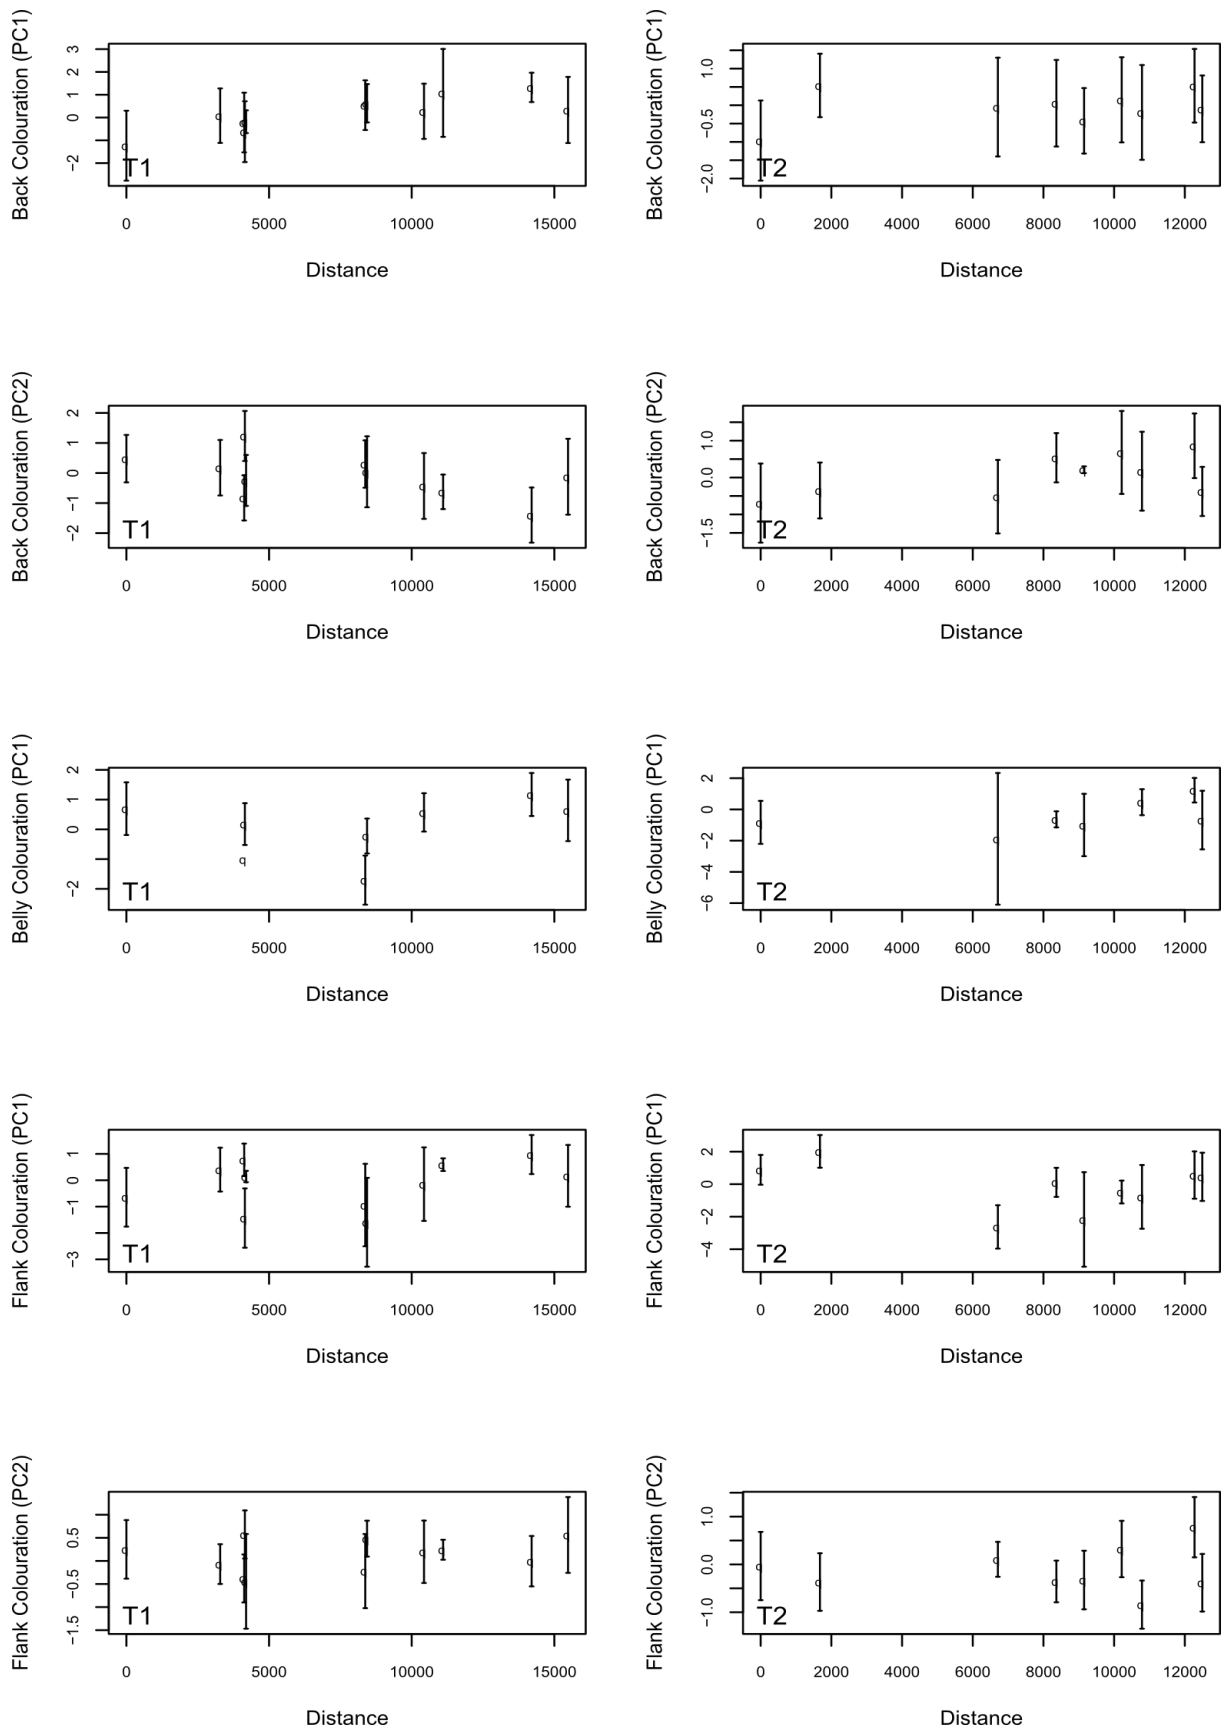 Back Colouration (PC1)
3
2
1
0
−2
T1
0 5000 10000 15000
Distance
Back Colouration (PC1)
1.0
−0.5
−2.0
T2
0 2000 4000 6000 8000 10000 12000
Distance
Back Colouration (PC2)
2
1
0
−1
−2
T1
0 5000 10000 15000
Distance
Back Colouration (PC2)
1.0
0.0
−1.5
T2
0 2000 4000 6000 8000 10000 12000
Distance
Belly Colouration (PC1)
2
1
0
−2
T1
0 5000 10000 15000
Distance
Belly Colouration (PC1)
2
0
−2
−4
−6
T2
0 2000 4000 6000 8000 10000 12000
Distance
Flank Colouration (PC1)
1
0
−1
−3
T1
0 5000 10000 15000
Distance
Flank Colouration (PC1)
2
0
−2
−4
T2
0 2000 4000 6000 8000 10000 12000
Distance
Flank Colouration (PC2)
0.5
−0.5
−1.5
T1
0 5000 10000 15000
Distance
Flank Colouration (PC2)
1.0
0.0
−1.0
T2
0 2000 4000 6000 8000 10000 12000
Distance